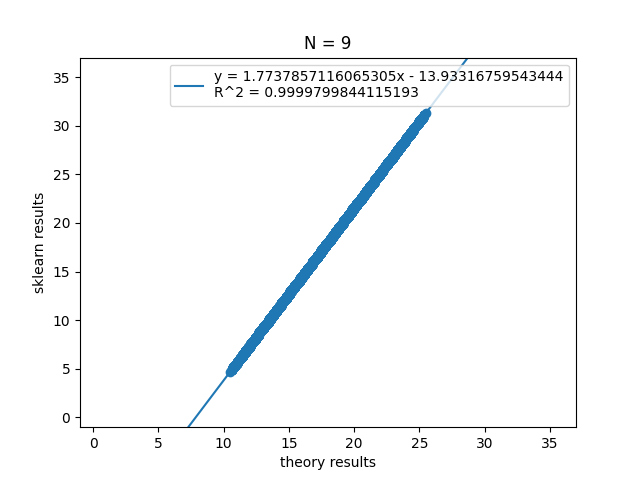 N = 9
y = 1.7737857116065305x - 13.93316759543444
R^2 = 0.9999799844115193
35
30
25
20
15
10
5
0
sklearn results
0 5 10 15 20 25 30 35
theory results